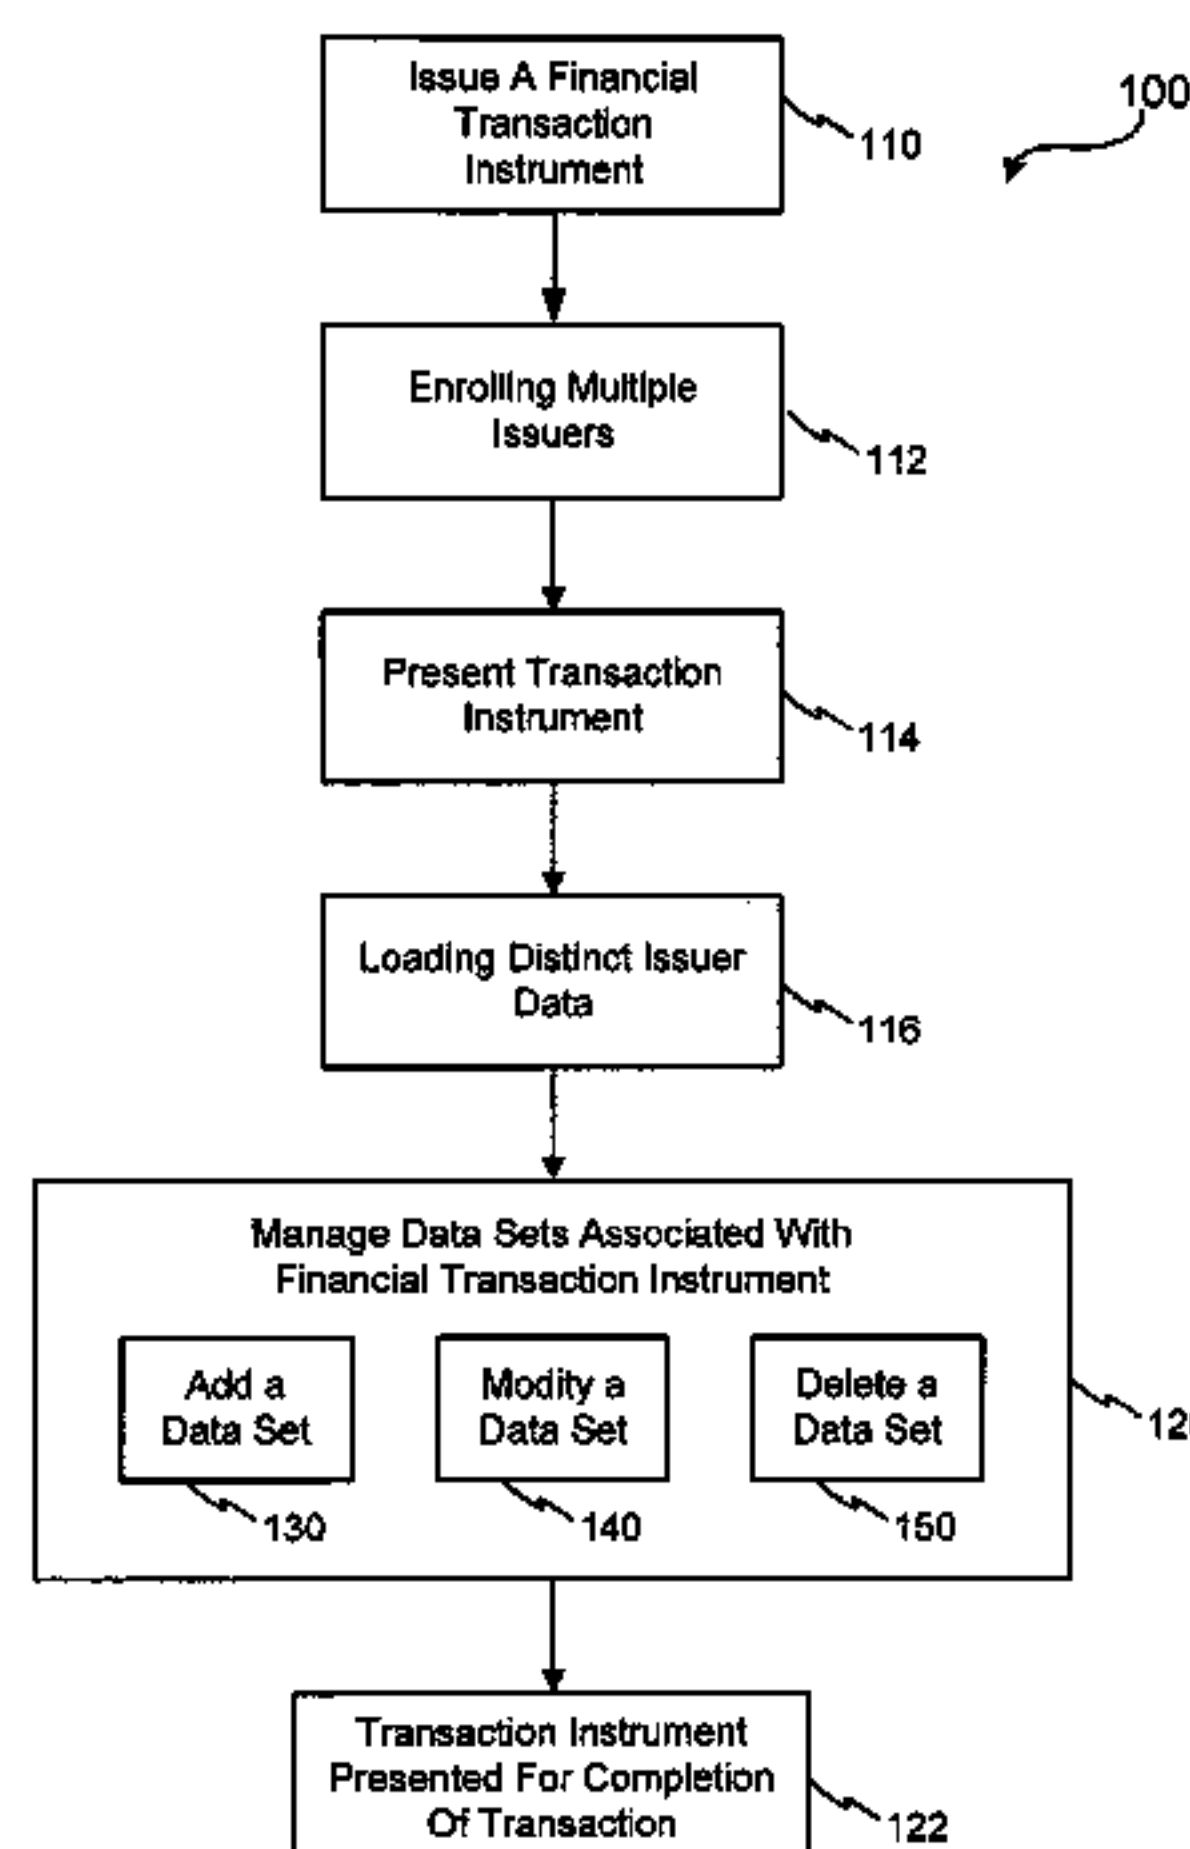 Issue A Financial
Transaction
Instrument
110
100
Enrolling Multiple
Issuers
112
Present Transaction
Instrument
114
Loading Distinct Issuer
Data
116
Manage Data Sets Associated With
Financial Transaction Instrument
Add a
Data Set
Modify a
Data Set
Delete a
Data Set
130
140
150
Transaction Instrument
Presented For Completion
Of Transaction
122